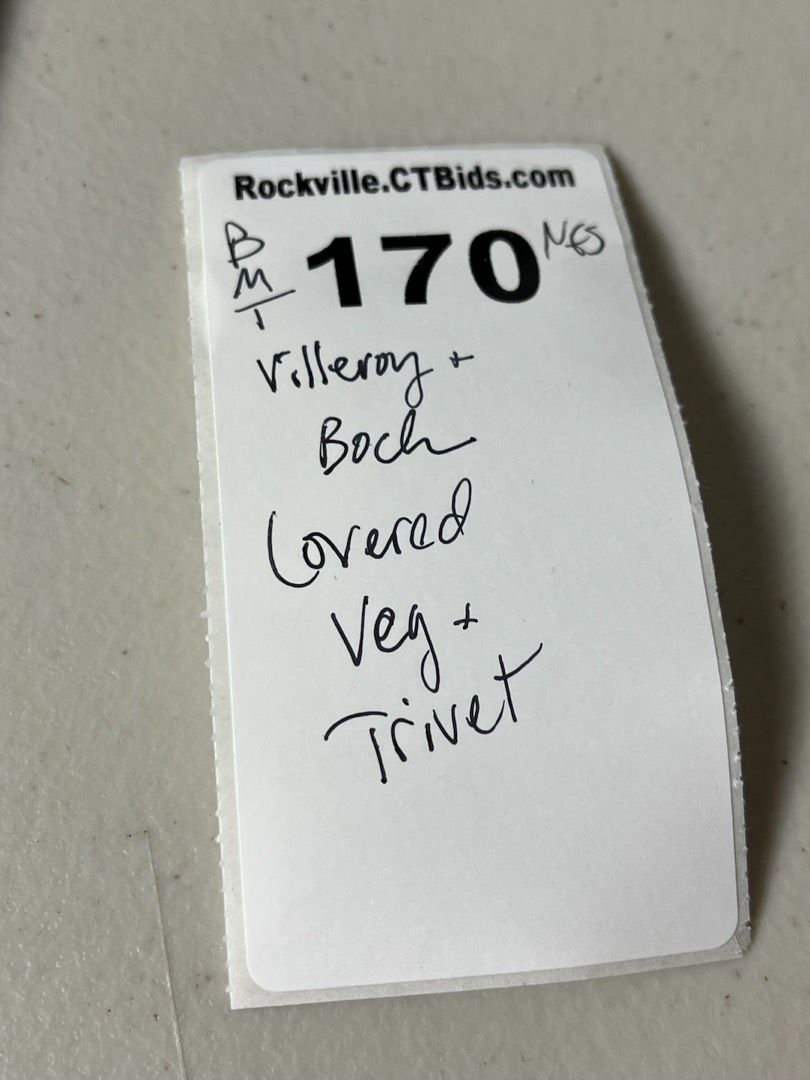 Rockville.CTBids.com
B
M
1
170
NES
Villeroy +
Boch
Covered
Veg +
Trivet